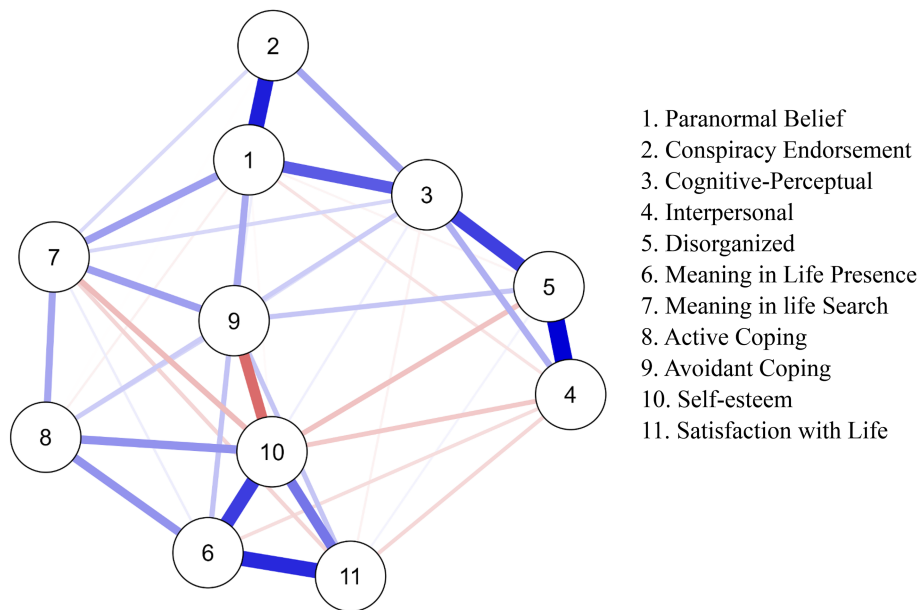 2
1
3
7
5
9
4
8
10
6
11
1. Paranormal Belief
2. Conspiracy Endorsement
3. Cognitive-Perceptual
4. Interpersonal
5. Disorganized
6. Meaning in Life Presence
7. Meaning in life Search
8. Active Coping
9. Avoidant Coping
10. Self-esteem
11. Satisfaction with Life